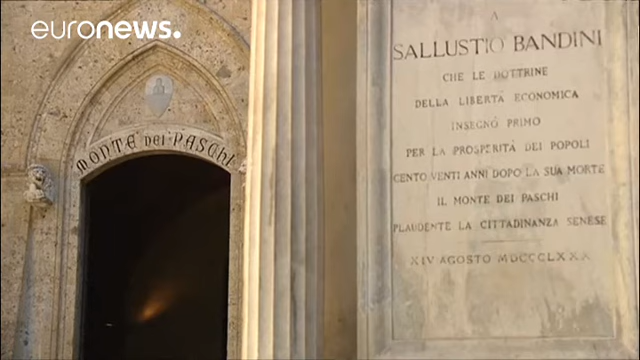 euronews.
MONTE DEI PASCHI
A
SALLUSTIO BANDINI
CHE LE DOTTRINE
DELLA LIBERTÀ ECONOMICA
INSEGNÒ PRIMO
PER LA PROSPERITÀ DEI POPOLI
CENTO VENTI ANNI DOPO LA SUA MORTE
IL MONTE DEI PASCHI
PLAUDENTE LA CITTADINANZA SENESE
XIV AGOSTO MDCCCLXXX